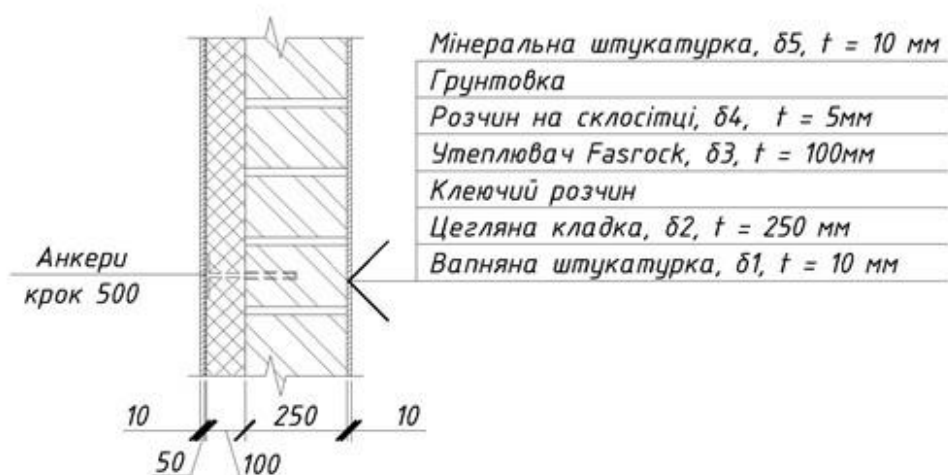 Мінеральна штукатурка, δ5, t = 10 мм
Грунтовка
Розчин на склосітці, δ4, t = 5мм
Утеплювач Fasrock, δ3, t = 100мм
Клеючий розчин
Цегляна кладка, δ2, t = 250 мм
Вапняна штукатурка, δ1, t = 10 мм
Анкери
крок 500
10 250 10
50 100